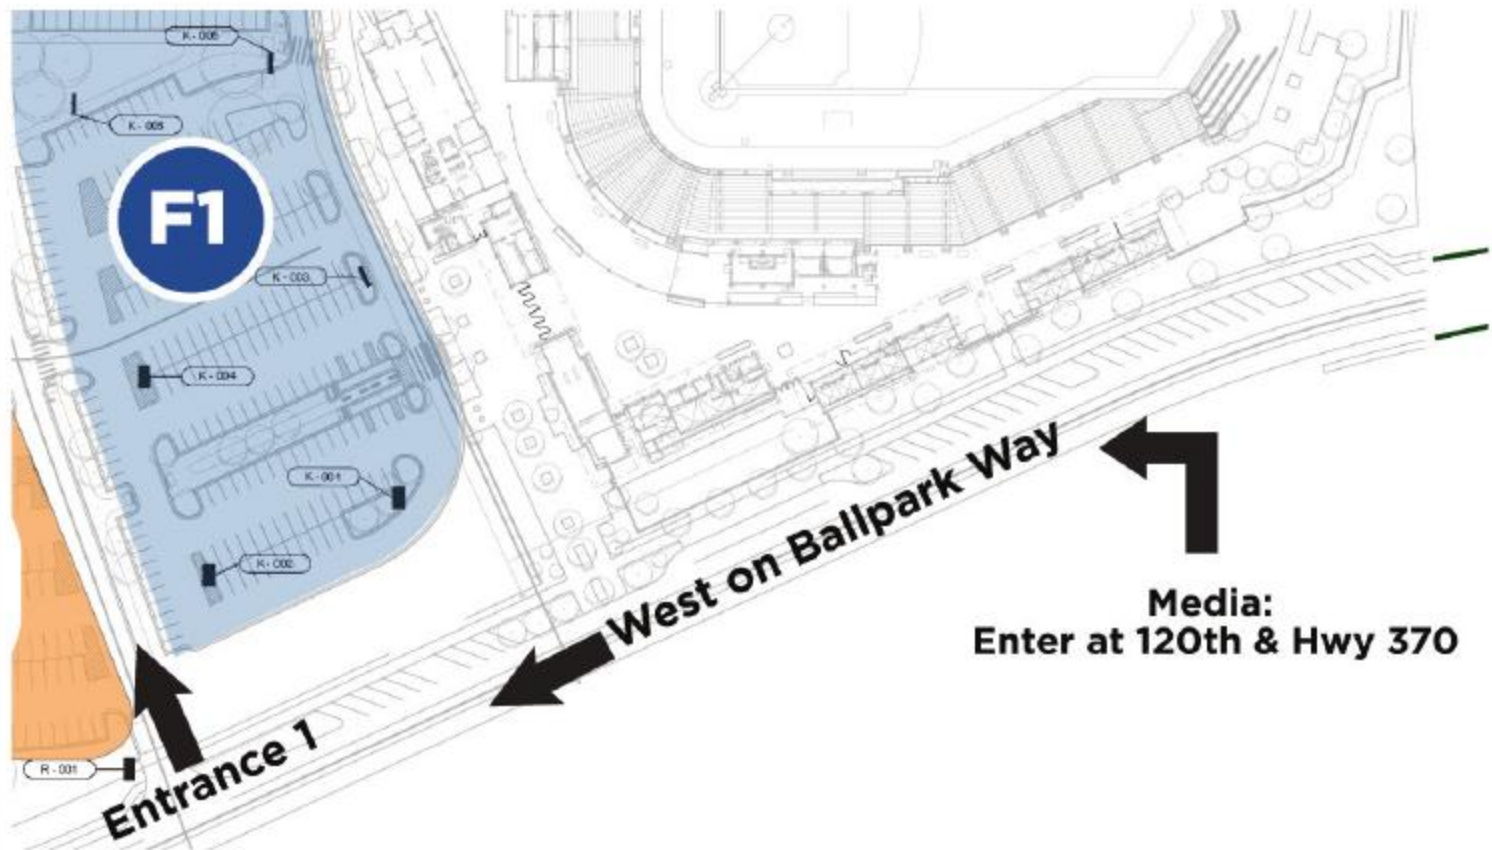 K-006
K-005
F1
K-003
K-004
K-001
K-002
West on Ballpark Way
Media:
Enter at 120th & Hwy 370
Entrance 1
R-001